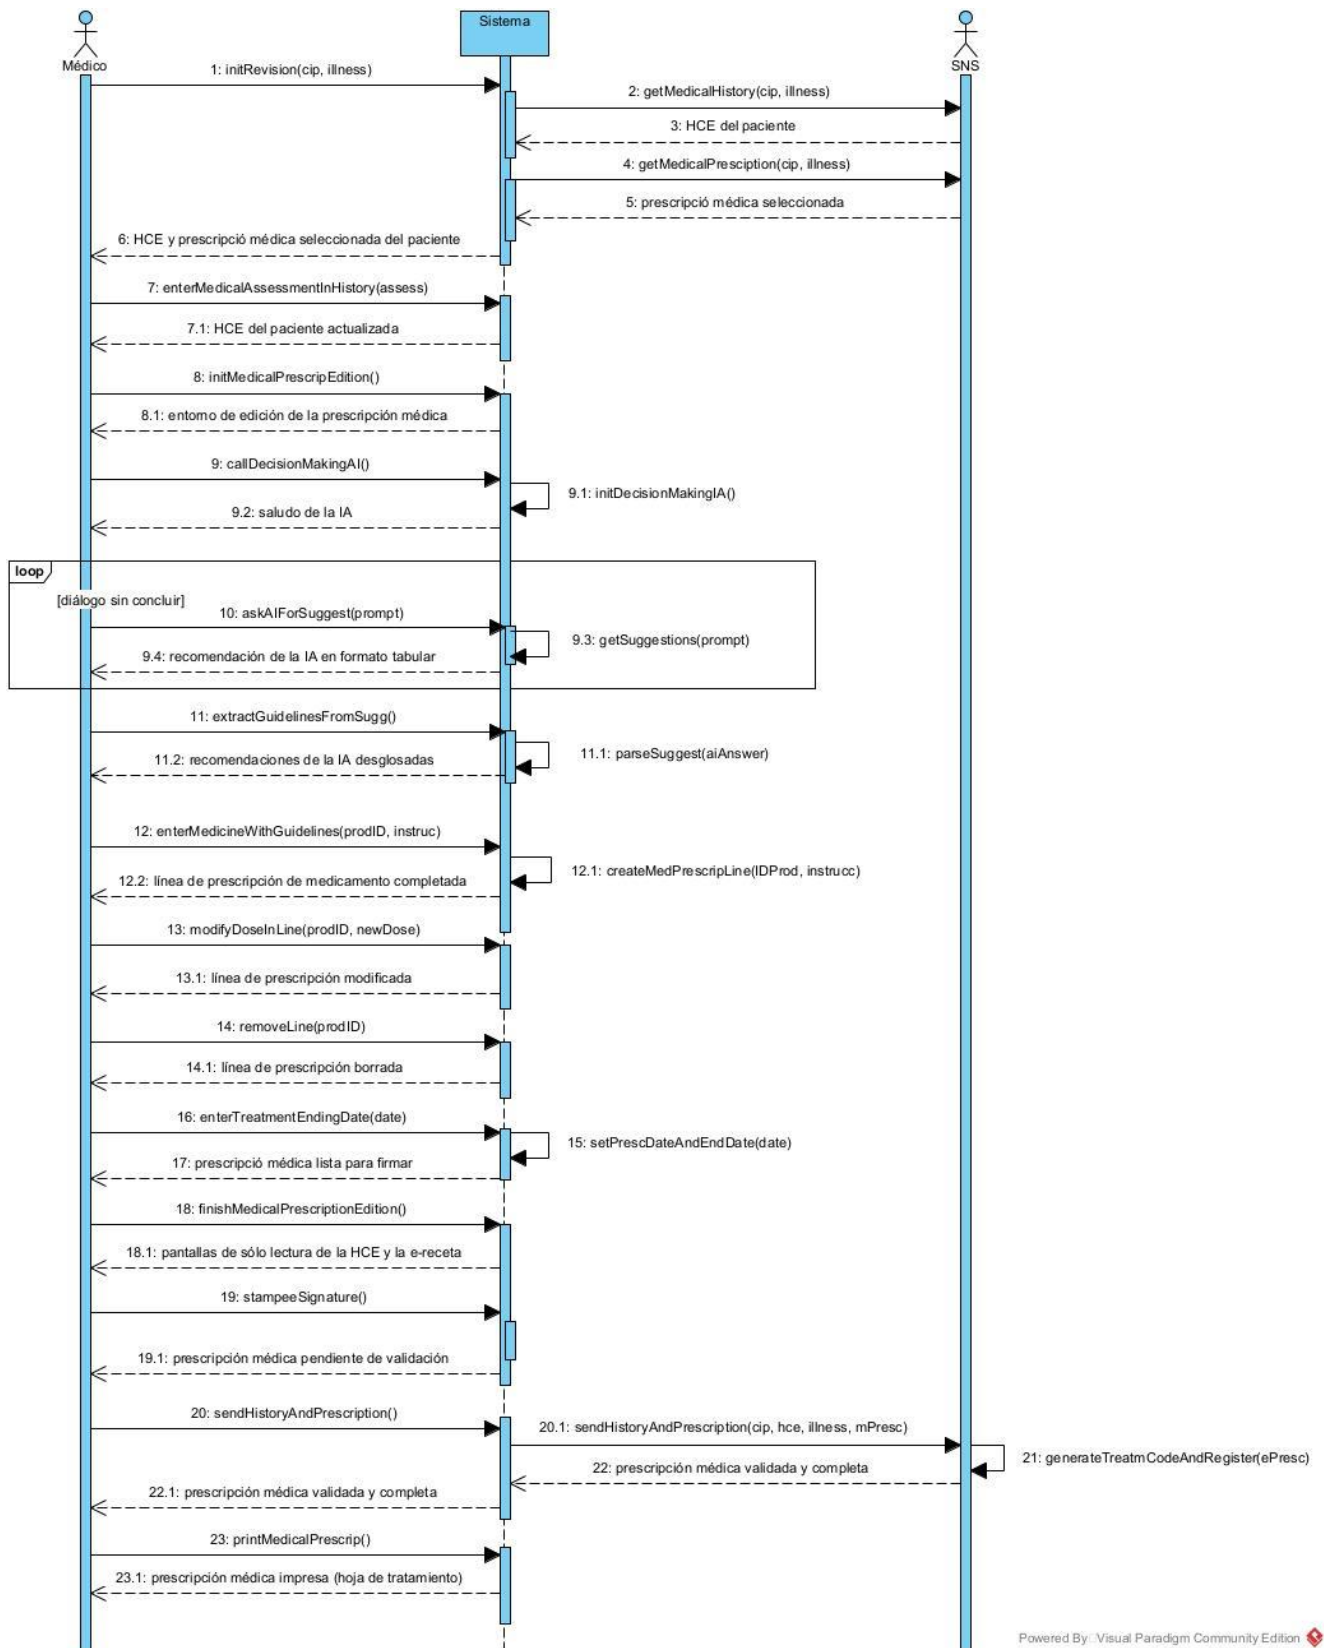 Sistema
Médico
SNS
1: initRevision(cip, illness)
2: getMedicalHistory(cip, illness)
3: HCE del paciente
4: getMedicalPresciption(cip, illness)
5: prescripció médica seleccionada
6: HCE y prescripció médica seleccionada del paciente
7: enterMedicalAssessmentInHistory(assess)
7.1: HCE del paciente actualizada
8: initMedicalPrescripEdition()
8.1: entorno de edición de la prescripción médica
9: callDecisionMakingAI()
9.1: initDecisionMakingIA()
9.2: saludo de la IA
loop
[diálogo sin concluir]
10: askAIForSuggest(prompt)
9.3: getSuggestions(prompt)
9.4: recomendación de la IA en formato tabular
11: extractGuidelinesFromSugg()
11.1: parseSuggest(aiAnswer)
11.2: recomendaciones de la IA desglosadas
12: enterMedicineWithGuidelines(prodID, instruc)
12.1: createMedPrescripLine(IDProd, instrucc)
12.2: línea de prescripción de medicamento completada
13: modifyDoseInLine(prodID, newDose)
13.1: línea de prescripción modificada
14: removeLine(prodID)
14.1: línea de prescripción borrada
16: enterTreatmentEndingDate(date)
15: setPrescDateAndEndDate(date)
17: prescripció médica lista para firmar
18: finishMedicalPrescriptionEdition()
18.1: pantallas de sólo lectura de la HCE y la e-receta
19: stampeeSignature()
19.1: prescripción médica pendiente de validación
20: sendHistoryAndPrescription()
20.1: sendHistoryAndPrescription(cip, hce, illness, mPresc)
21: generateTreatmCodeAndRegister(ePresc)
22: prescripción médica validada y completa
22.1: prescripción médica validada y completa
23: printMedicalPrescrip()
23.1: prescripción médica impresa (hoja de tratamiento)
Powered By Visual Paradigm Community Edition